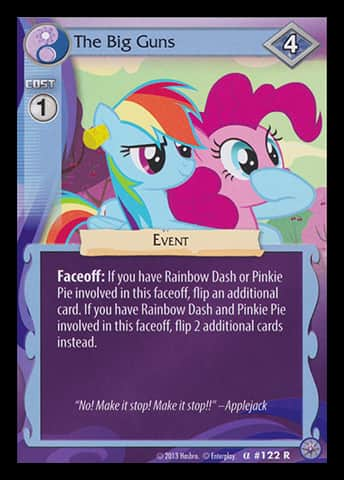 The Big Guns
4
COST
1
EVENT
Faceoff: If you have Rainbow Dash or Pinkie
Pie involved in this faceoff, flip an additional
card. If you have Rainbow Dash and Pinkie Pie
involved in this faceoff, flip 2 additional cards
instead.
"No! Make it stop! Make it stop!!" –Applejack
© 2013 Hasbro. © Enterplay. α #122 R